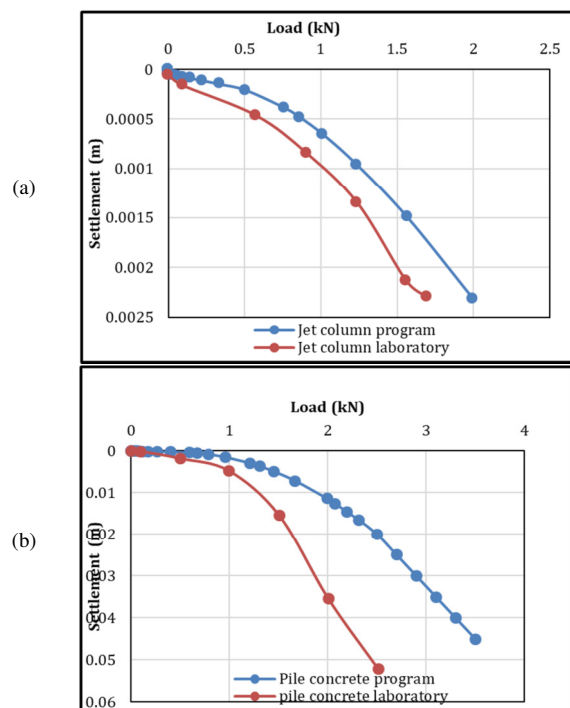 (a)
Load (kN)
0 0.5 1 1.5 2 2.5
Settlement (m)
0
0.0005
0.001
0.0015
0.002
0.0025
Jet column program
Jet column laboratory
(b)
Load (kN)
0 1 2 3 4
Settlement (m)
0
0.01
0.02
0.03
0.04
0.05
0.06
Pile concrete program
pile concrete laboratory